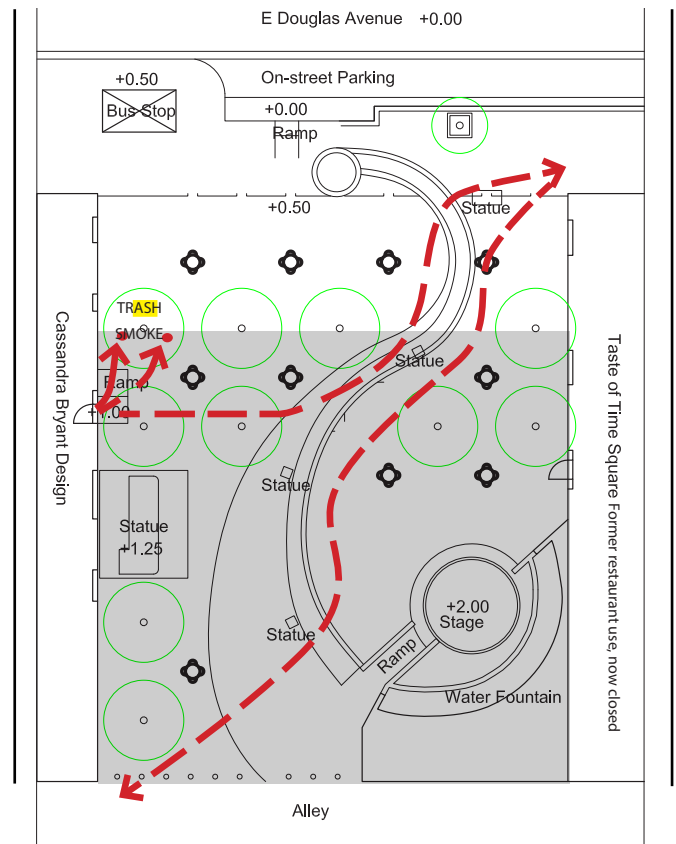 E Douglas Avenue +0.00
+0.50
On-street Parking
Bus Stop
+0.00
Ramp
Statue
+0.50
TRASH
SMOKE
Statue
Ramp
+1.00
Cassandra Bryant Design
Taste of Time Square Former restaurant use, now closed
Statue
Statue
+1.25
+2.00
Stage
Statue
Ramp
Water Fountain
Alley